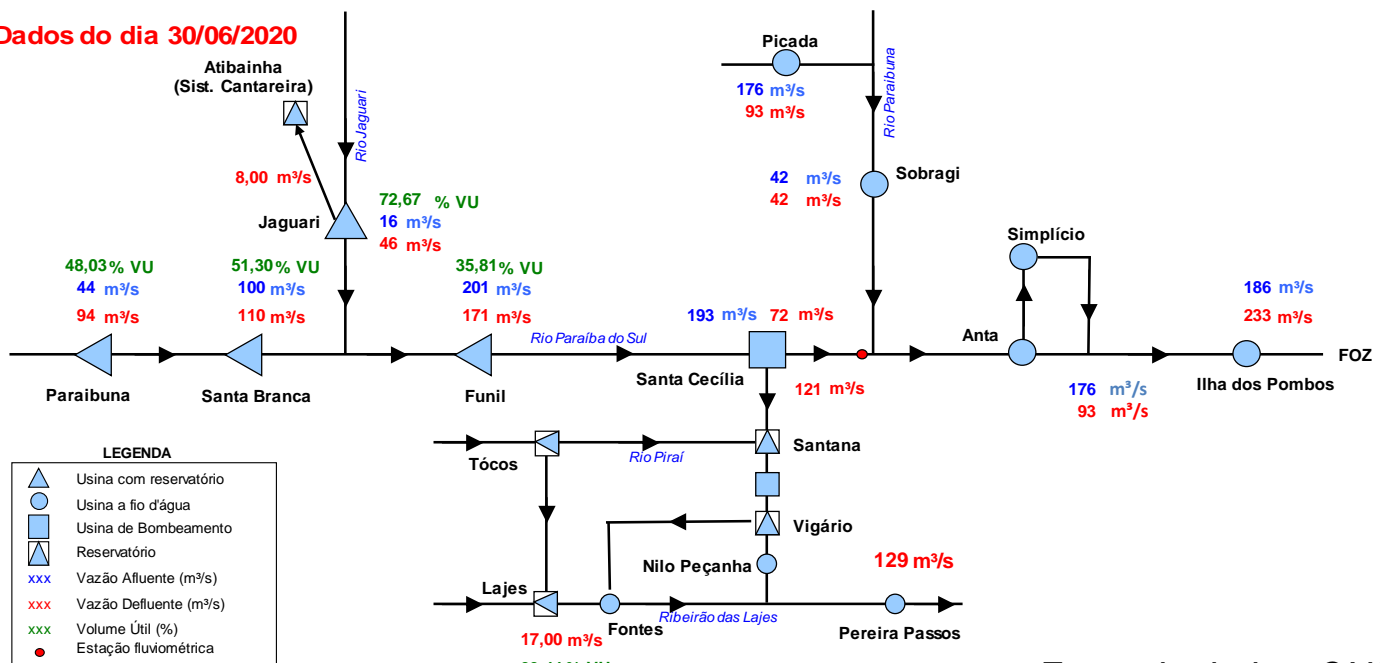 Dados do dia 30/06/2020
Atibainha
(Sist. Cantareira)
Rio Jaguari
8,00 m³/s
Jaguari
72,67 % VU
16 m³/s
46 m³/s
Picada
176 m³/s
93 m³/s
Rio Paraibuna
42 m³/s
42 m³/s
Sobragi
Simplício
48,03 % VU
44 m³/s
94 m³/s
Paraibuna
51,30 % VU
100 m³/s
110 m³/s
Santa Branca
35,81 % VU
201 m³/s
171 m³/s
Funil
Rio Paraíba do Sul
193 m³/s 72 m³/s
Santa Cecília
121 m³/s
Anta
176 m³/s
93 m³/s
186 m³/s
233 m³/s
Ilha dos Pombos
FOZ
Tócos
Rio Piraí
Santana
Vigário
Nilo Peçanha
129 m³/s
Lajes
17,00 m³/s
Fontes
Ribeirão das Lajes
Pereira Passos
LEGENDA
Usina com reservatório
Usina a fio d'água
Usina de Bombeamento
Reservatório
xxx Vazão Afluente (m³/s)
xxx Vazão Defluente (m³/s)
xxx Volume Útil (%)
Estação fluviométrica